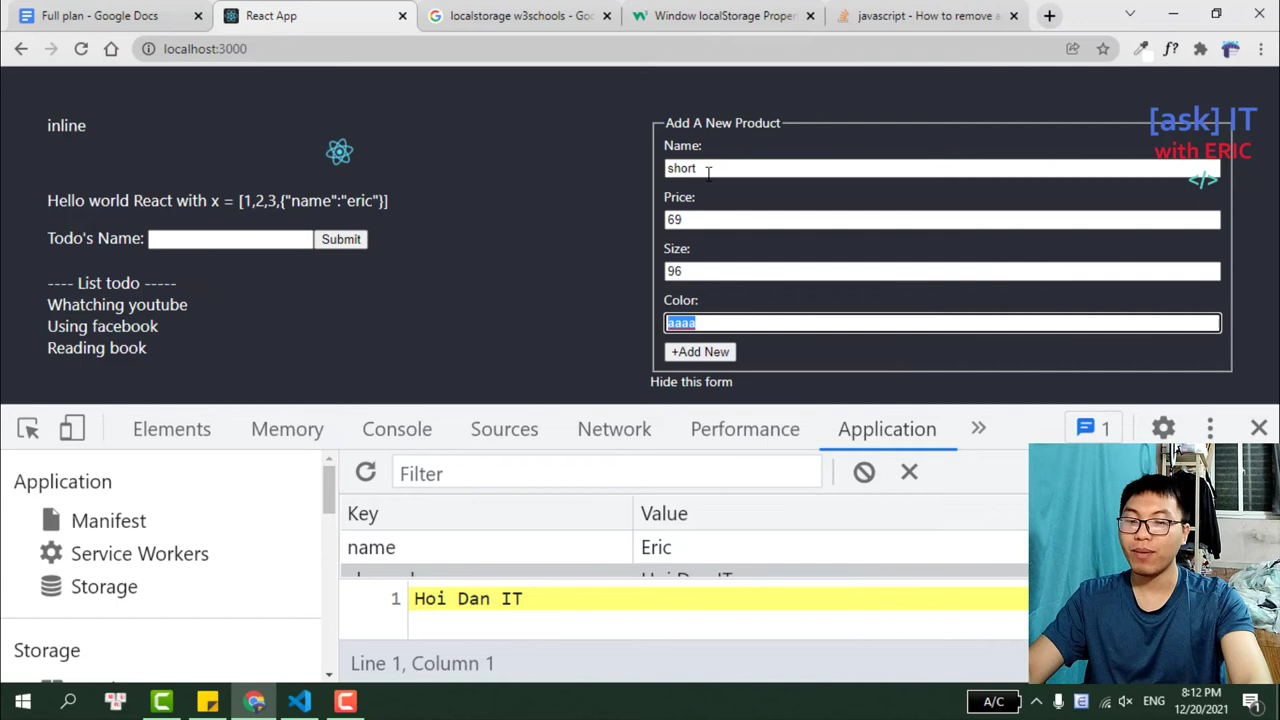 Full plan - Google Docs
React App
localstorage w3schools - Go
Window localStorage Proper
javascript - How to remove a
localhost:3000
f?
inline
Hello world React with x = [1,2,3,{"name":"eric"}]
Todo's Name:
Submit
---- List todo -----
Whatching youtube
Using facebook
Reading book
Add A New Product
Name:
short
Price:
69
Size:
96
Color:
aaaa
+Add New
Hide this form
[ask] IT
with ERIC
</>
Elements
Memory
Console
Sources
Network
Performance
Application
1
Application
Manifest
Service Workers
Storage
Storage
Filter
Key
Value
name
Eric
Hoi Dan IT
1
Hoi Dan IT
Line 1, Column 1
A/C
ENG
8:12 PM
12/20/2021
1